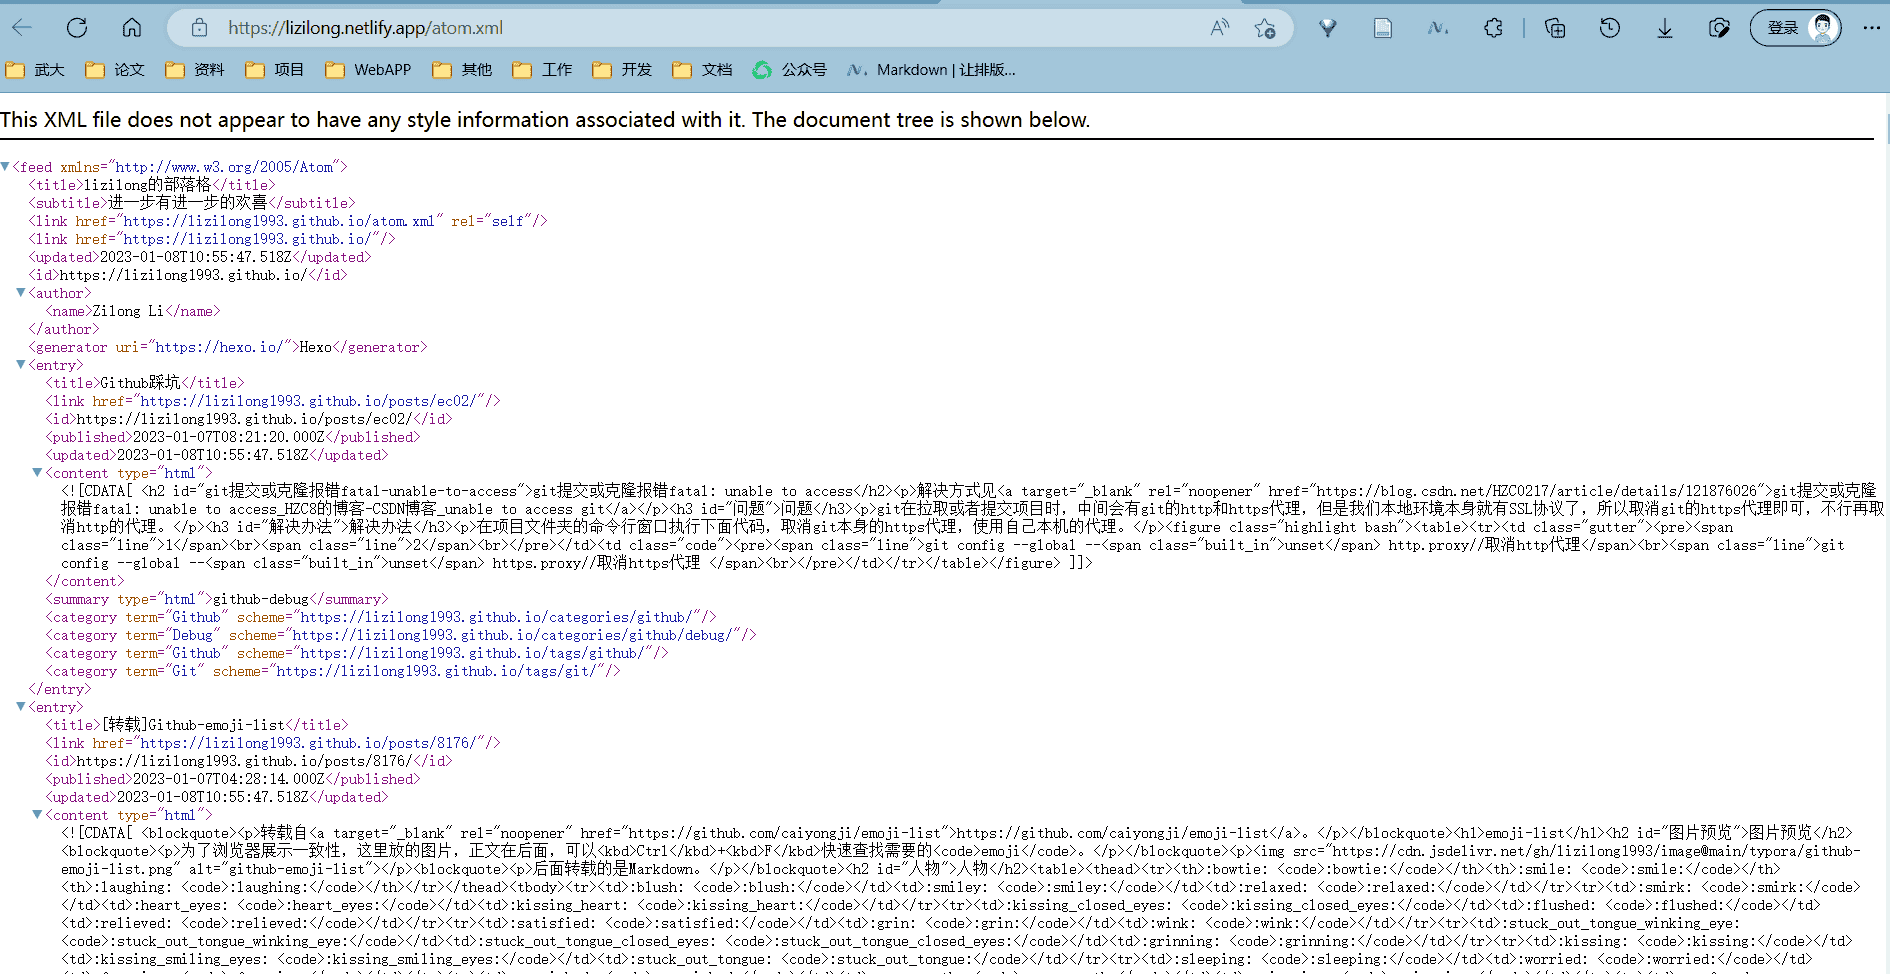 https://lizilong.netlify.app/atom.xml
登录
武大 论文 资料 项目 WebAPP 其他 工作 开发 文档 公众号 Markdown | 让排版...
This XML file does not appear to have any style information associated with it. The document tree is shown below.
▼<feed xmlns="http://www.w3.org/2005/Atom">
<title>lizilong的部落格</title>
<subtitle>进一步有进一步的欢喜</subtitle>
<link href="https://lizilong1993.github.io/atom.xml" rel="self"/>
<link href="https://lizilong1993.github.io/"/>
<updated>2023-01-08T10:55:47.518Z</updated>
<id>https://lizilong1993.github.io/</id>
▼<author>
<name>Zilong Li</name>
</author>
<generator uri="https://hexo.io/">Hexo</generator>
▼<entry>
<title>Github踩坑</title>
<link href="https://lizilong1993.github.io/posts/ec02/"/>
<id>https://lizilong1993.github.io/posts/ec02/</id>
<published>2023-01-07T08:21:20.000Z</published>
<updated>2023-01-08T10:55:47.518Z</updated>
▼<content type="html">
<![CDATA[ <h2 id="git提交或克隆报错fatal-unable-to-access">git提交或克隆报错fatal: unable to access</h2><p>解决方式见<a target="_blank" rel="noopener" href="https://blog.csdn.net/HZC0217/article/details/121876026">git提交或克隆
报错fatal: unable to access_HZC8的博客-CSDN博客_unable to access git</a></p><h3 id="问题">问题</h3><p>git在拉取或者提交项目时，中间会有git的http和https代理，但是我们本地环境本身就有SSL协议了，所以取消git的https代理即可，不行再取
消http的代理。</p><h3 id="解决办法">解决办法</h3><p>在项目文件夹的命令行窗口执行下面代码，取消git本身的https代理，使用自己本机的代理。</p><figure class="highlight bash"><table><tr><td class="gutter"><pre><span
class="line">1</span><br><span class="line">2</span><br></pre></td><td class="code"><pre><span class="line">git config --global --<span class="built_in">unset</span> http.proxy//取消http代理</span><br><span class="line">git
config --global --<span class="built_in">unset</span> https.proxy//取消https代理 </span><br></pre></td></tr></table></figure> ]]>
</content>
<summary type="html">github-debug</summary>
<category term="Github" scheme="https://lizilong1993.github.io/categories/github/"/>
<category term="Debug" scheme="https://lizilong1993.github.io/categories/github/debug/"/>
<category term="Github" scheme="https://lizilong1993.github.io/tags/github/"/>
<category term="Git" scheme="https://lizilong1993.github.io/tags/git/"/>
</entry>
▼<entry>
<title>[转载]Github-emoji-list</title>
<link href="https://lizilong1993.github.io/posts/8176/"/>
<id>https://lizilong1993.github.io/posts/8176/</id>
<published>2023-01-07T04:28:14.000Z</published>
<updated>2023-01-08T10:55:47.518Z</updated>
▼<content type="html">
<![CDATA[ <blockquote><p>转载自<a target="_blank" rel="noopener" href="https://github.com/caiyongji/emoji-list">https://github.com/caiyongji/emoji-list</a>。</p></blockquote><h1>emoji-list</h1><h2 id="图片预览">图片预览</h2>
<blockquote><p>为了浏览器展示一致性，这里放的图片，正文在后面，可以<kbd>Ctrl</kbd>+<kbd>F</kbd>快速查找需要的<code>emoji</code>。</p></blockquote><p><img src="https://cdn.jsdelivr.net/gh/lizilong1993/image@main/typora/github-
emoji-list.png" alt="github-emoji-list"></p><blockquote><p>后面转载的是Markdown。</p></blockquote><h2 id="人物">人物</h2><table><thead><tr><th>:bowtie: <code>:bowtie:</code></th><th>:smile: <code>:smile:</code></th>
<th>:laughing: <code>:laughing:</code></th></tr></thead><tbody><tr><td>:blush: <code>:blush:</code></td><td>:smiley: <code>:smiley:</code></td><td>:relaxed: <code>:relaxed:</code></td></tr><tr><td>:smirk: <code>:smirk:</code>
</td><td>:heart_eyes: <code>:heart_eyes:</code></td><td>:kissing_heart: <code>:kissing_heart:</code></td></tr><tr><td>:kissing_closed_eyes: <code>:kissing_closed_eyes:</code></td><td>:flushed: <code>:flushed:</code></td>
<td>:relieved: <code>:relieved:</code></td></tr><tr><td>:satisfied: <code>:satisfied:</code></td><td>:grin: <code>:grin:</code></td><td>:wink: <code>:wink:</code></td></tr><tr><td>:stuck_out_tongue_winking_eye:
<code>:stuck_out_tongue_winking_eye:</code></td><td>:stuck_out_tongue_closed_eyes: <code>:stuck_out_tongue_closed_eyes:</code></td><td>:grinning: <code>:grinning:</code></td></tr><tr><td>:kissing: <code>:kissing:</code></td>
<td>:kissing_smiling_eyes: <code>:kissing_smiling_eyes:</code></td><td>:stuck_out_tongue: <code>:stuck_out_tongue:</code></td></tr><tr><td>:sleeping: <code>:sleeping:</code></td><td>:worried: <code>:worried:</code></td>